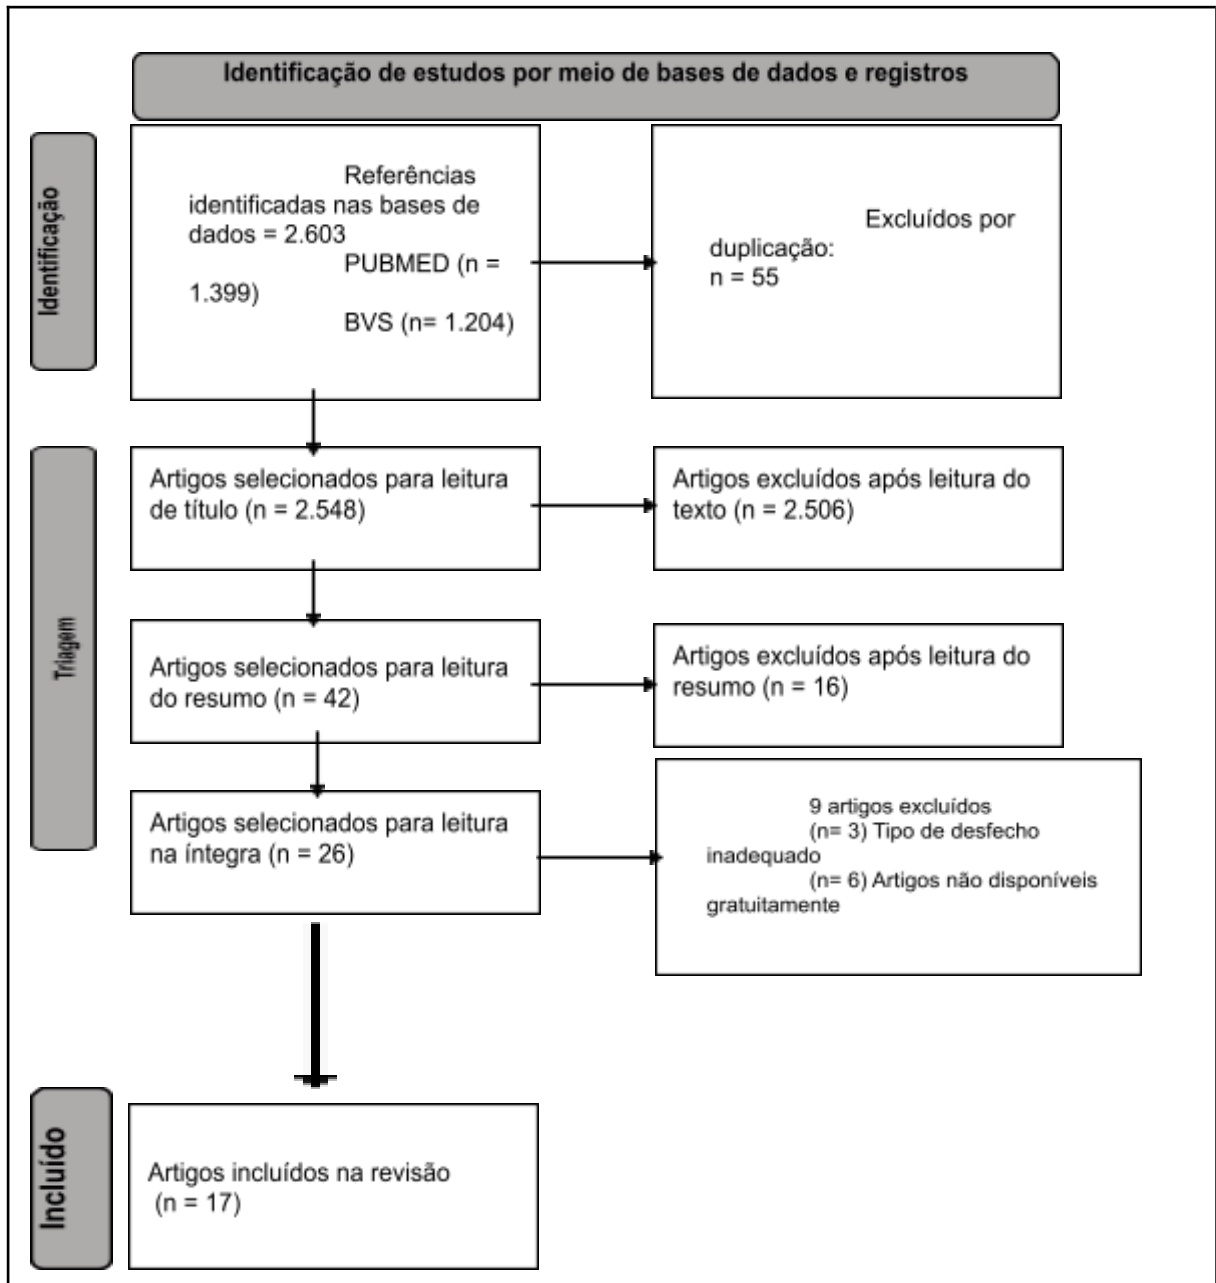 Identificação de estudos por meio de bases de dados e registros
Identificação
Referências
identificadas nas bases de
dados = 2.603
PUBMED (n =
1.399)
BVS (n= 1.204)
Excluídos por
duplicação:
n = 55
Triagem
Artigos selecionados para leitura
de título (n = 2.548)
Artigos excluídos após leitura do
texto (n = 2.506)
Artigos selecionados para leitura
do resumo (n = 42)
Artigos excluídos após leitura do
resumo (n = 16)
Artigos selecionados para leitura
na íntegra (n = 26)
9 artigos excluídos
(n= 3) Tipo de desfecho
inadequado
(n= 6) Artigos não disponíveis
gratuitamente
Incluído
Artigos incluídos na revisão
(n = 17)